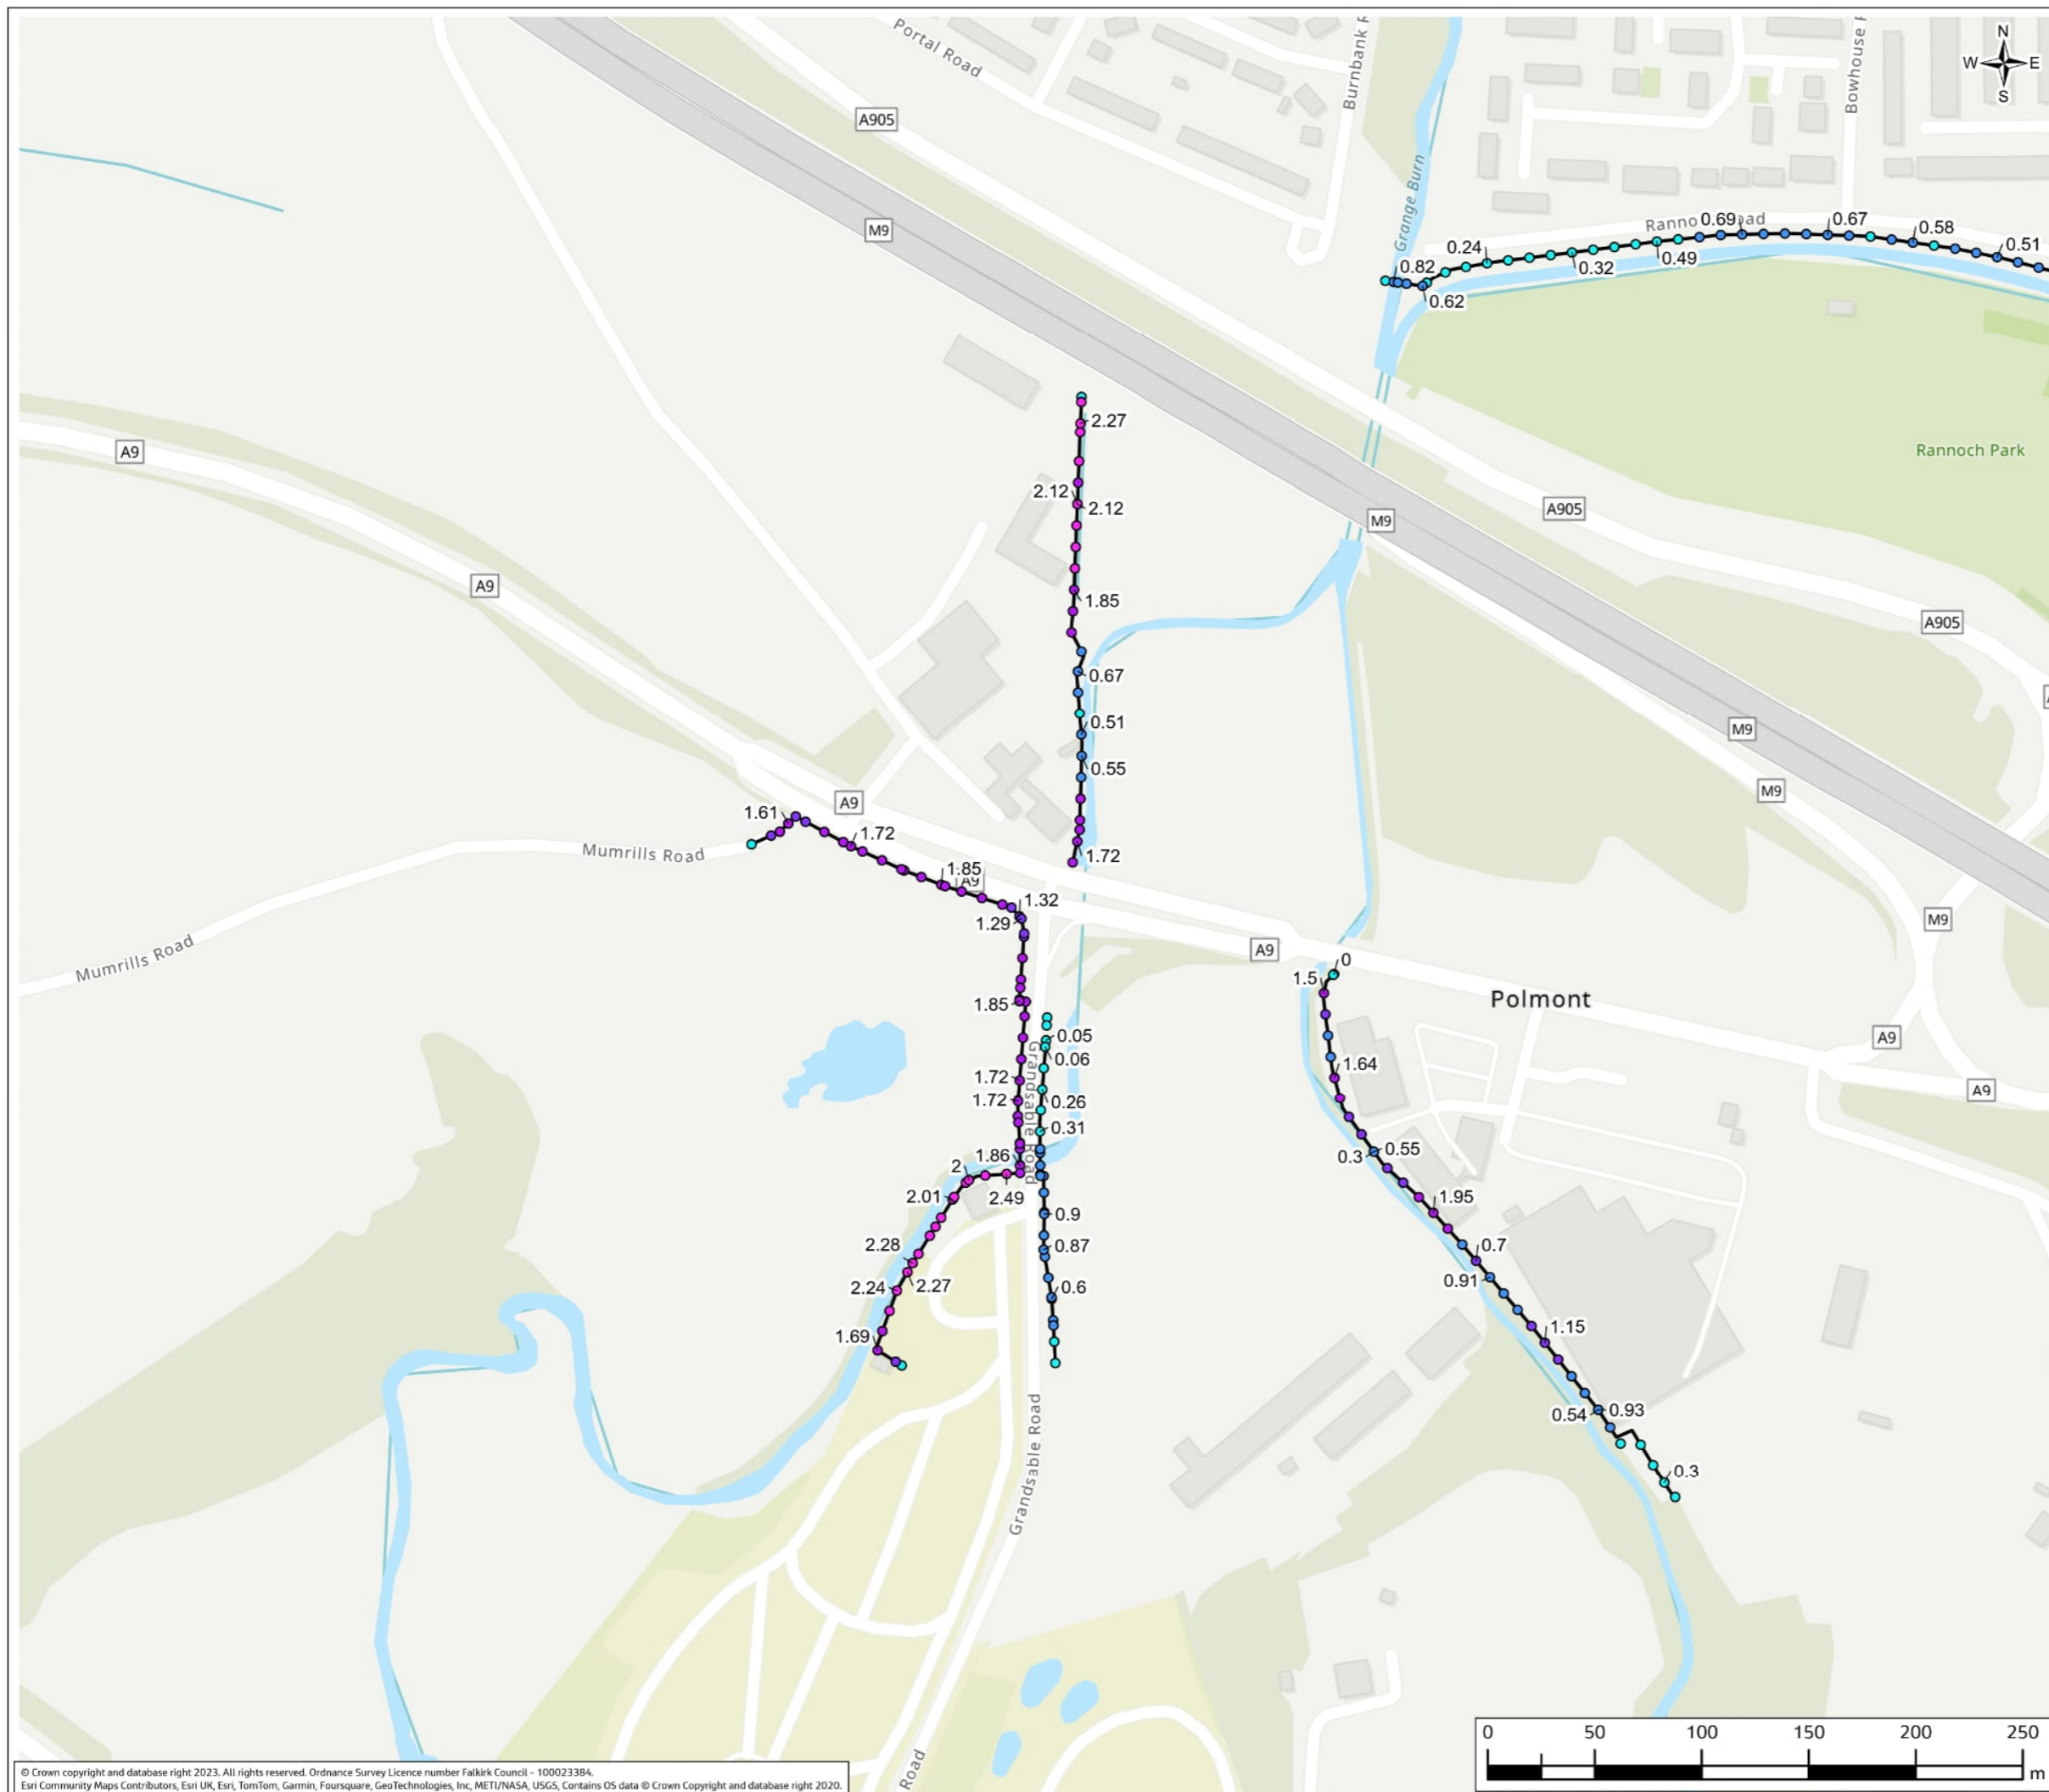 Portal Road
Burnbank R
Bowhouse R
N
W E
S
A905
M9
Grange Burn
0.69
Ranno
ad
0.67
0.58
0.51
0.24
0.82
0.32
0.49
0.62
2.27
A9
Rannoch Park
2.12
2.12
A905
M9
A9
1.85
A905
0.67
0.51
M9
0.55
M9
A9
1.61
1.72
Mumrills Road
1.72
1.85
A9
1.32
1.29
M9
Mumrills Road
A9
0
1.5
Polmont
1.85
0.05
0.06
A9
1.64
1.72
A9
1.72
0.26
0.31
Grandsable Road
0.3
0.55
2
1.86
2.01
2.49
1.95
0.9
2.28
0.87
0.7
2.24
2.27
0.6
0.91
1.69
1.15
0.54
0.93
Grandsable Road
0.3
Road
0 50 100 150 200 250
m
© Crown copyright and database right 2023. All rights reserved. Ordnance Survey Licence number Falkirk Council - 100023384.
Esri Community Maps Contributors, Esri UK, Esri, TomTom, Garmin, Foursquare, GeoTechnologies, Inc, METI/NASA, USGS, Contains OS data © Crown Copyright and database right 2020.